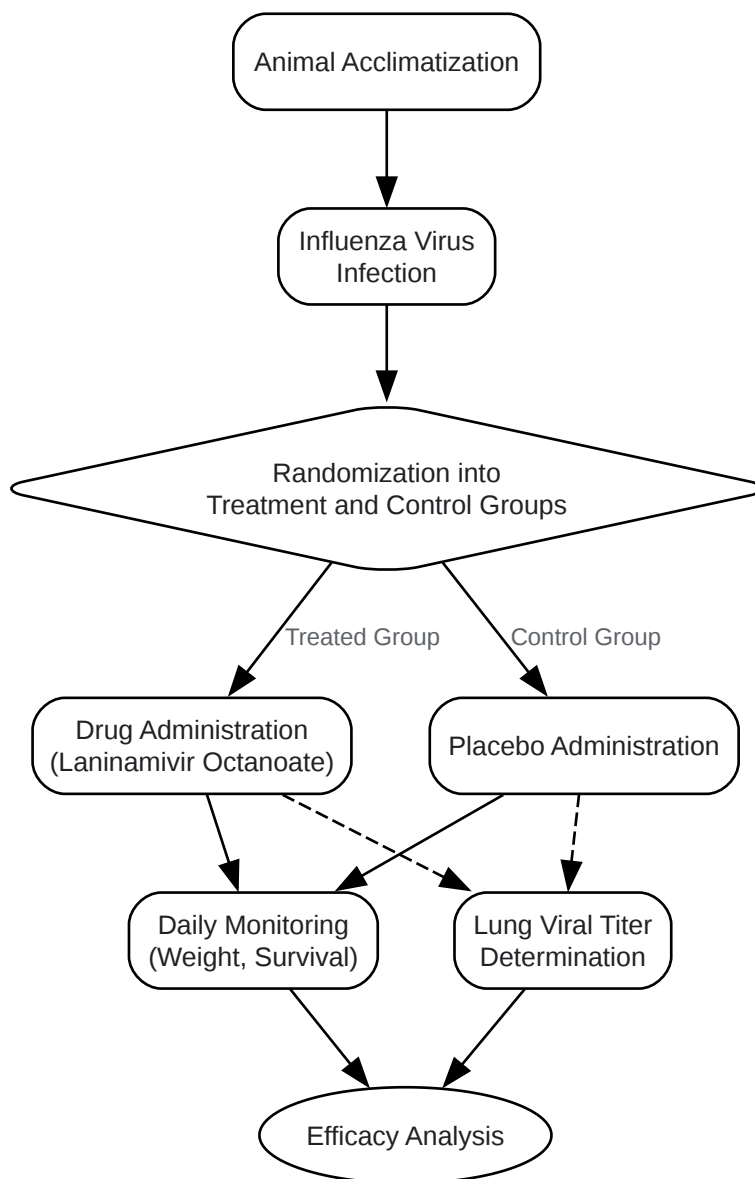 Animal Acclimatization
Influenza Virus
Infection
Randomization into
Treatment and Control Groups
Treated Group
Control Group
Drug Administration
(Laninamivir Octanoate)
Placebo Administration
Daily Monitoring
(Weight, Survival)
Lung Viral Titer
Determination
Efficacy Analysis